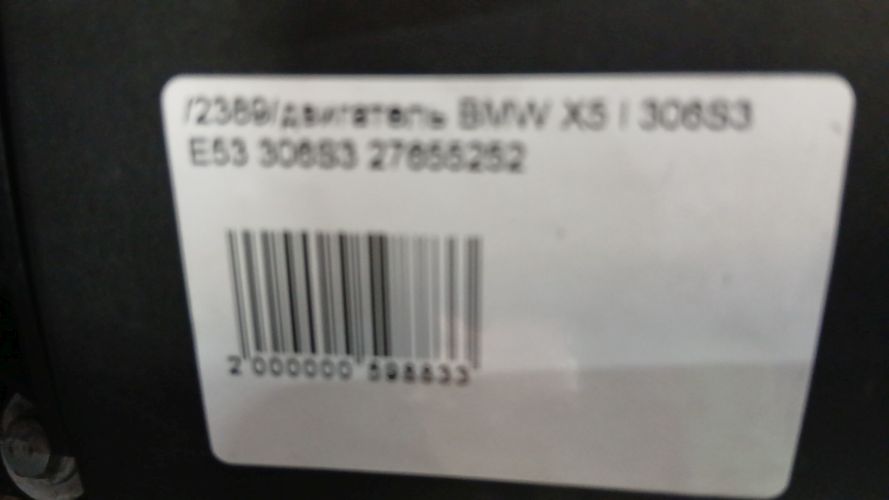 /2389/двигатель BMW X5 I 306S3
E53 306S3 27655252
2 000000 598833